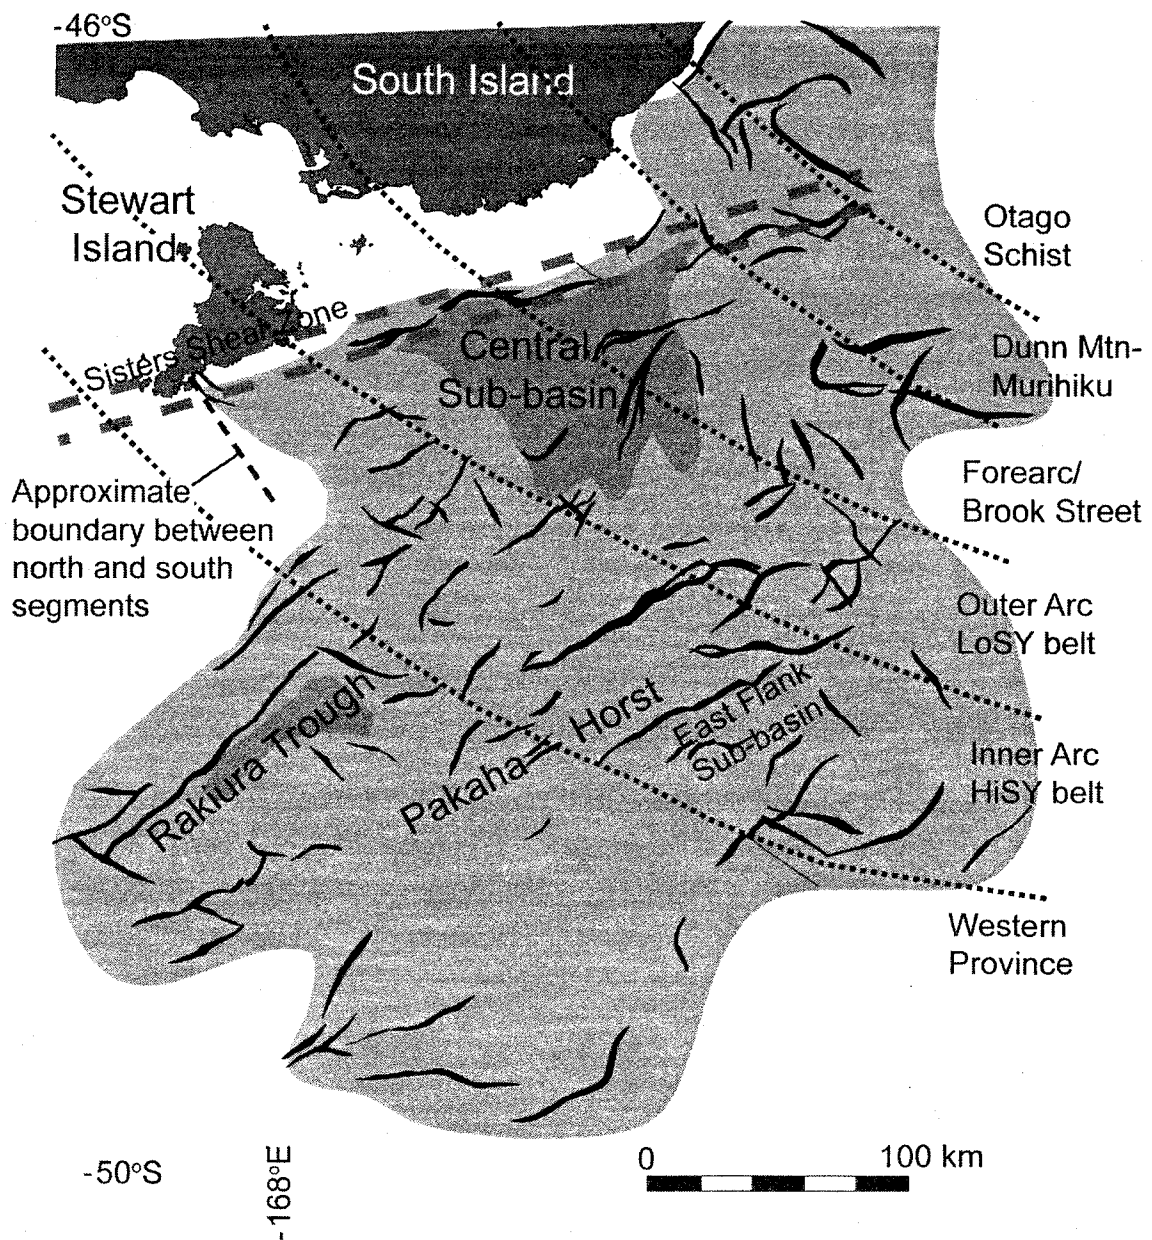 -46°S
South Island
Stewart
Island
Otago
Schist
Sisters Shear Zone
Central
Sub-basin
Dunn Mtn-
Murihiku
Approximate
boundary between
north and south
segments
Forearc/
Brook Street
Outer Arc
LoSY belt
Rakiura Trough
Pakaha Horst
East Flank
Sub-basin
Inner Arc
HiSY belt
Western
Province
-50°S
-168°E
0
100 km